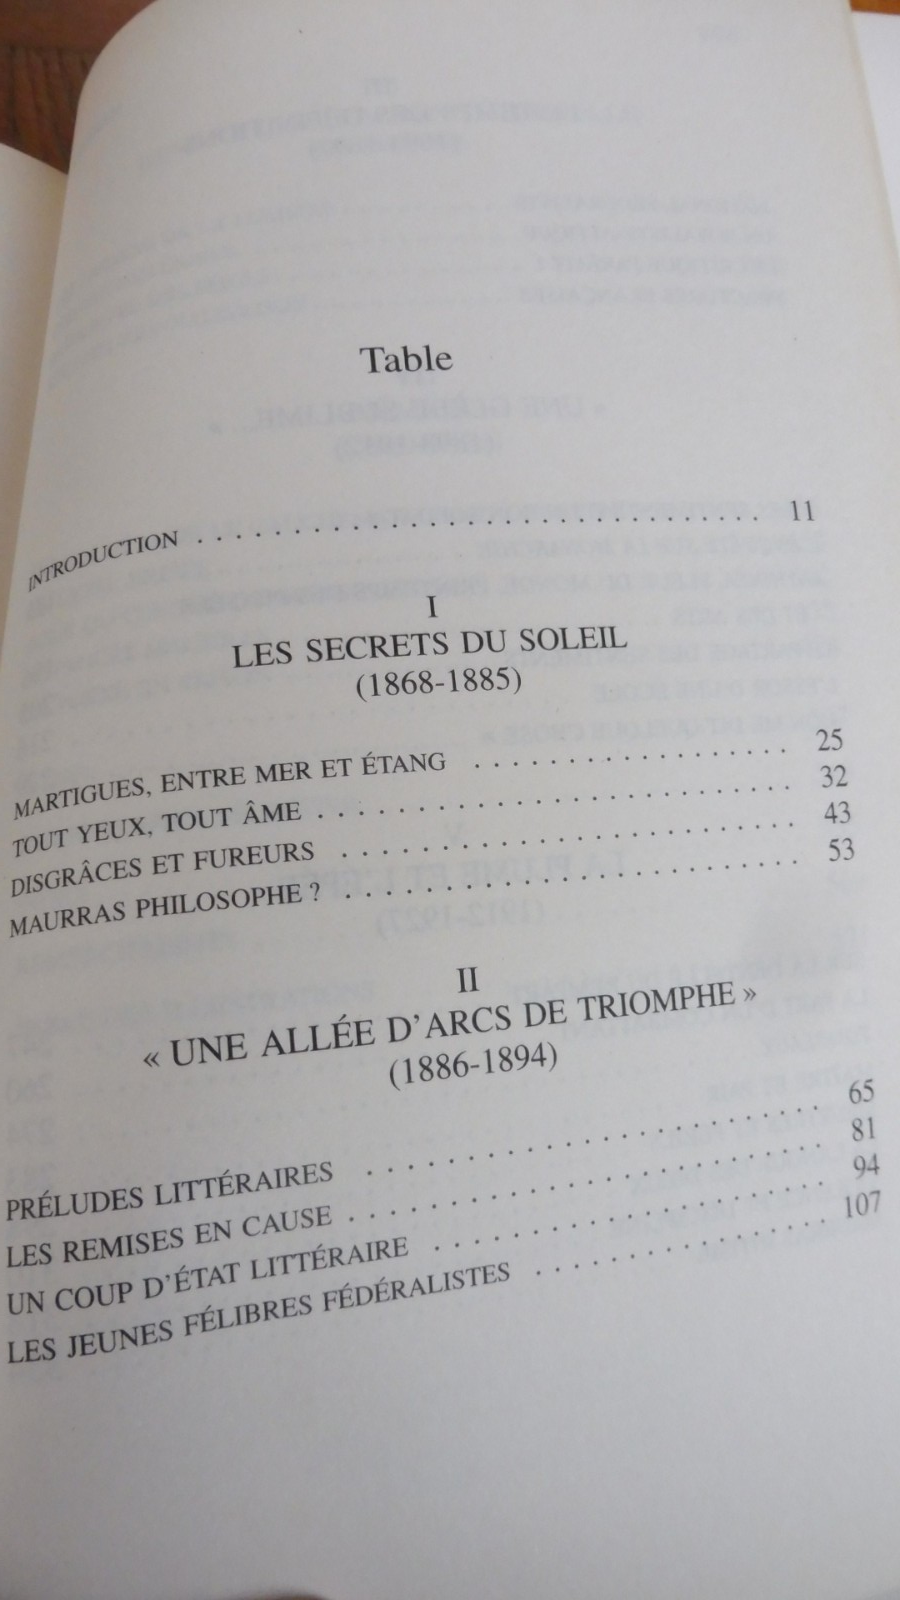 Table
INTRODUCTION . . . . . . . . . . . . . . . . . . . . . . . . . . . . . . 11
I
LES SECRETS DU SOLEIL
(1868-1885)
MARTIGUES, ENTRE MER ET ÉTANG . . . . . . . . . . . . . . . . . 25
TOUT YEUX, TOUT ÂME . . . . . . . . . . . . . . . . . . . . . . . . . 32
DISGRÂCES ET FUREURS . . . . . . . . . . . . . . . . . . . . . . . . 43
MAURRAS PHILOSOPHE ? . . . . . . . . . . . . . . . . . . . . . . . . 53
II
« UNE ALLÉE D'ARCS DE TRIOMPHE »
(1886-1894)
PRÉLUDES LITTÉRAIRES . . . . . . . . . . . . . . . . . . . . . . . . 65
LES REMISES EN CAUSE . . . . . . . . . . . . . . . . . . . . . . . . . 81
UN COUP D'ÉTAT LITTÉRAIRE . . . . . . . . . . . . . . . . . . . . . 94
LES JEUNES FÉLIBRES FÉDÉRALISTES . . . . . . . . . . . . . . . . 107